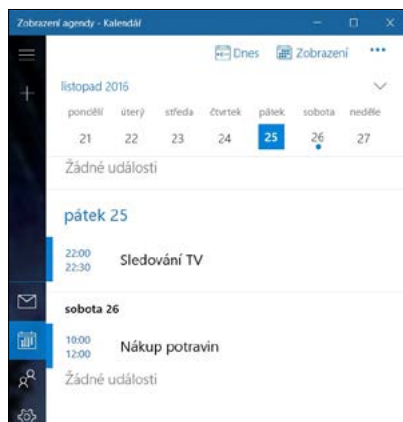 Zobrazení agendy - Kalendář
Dnes Zobrazení
listopad 2016
pondělí úterý středa čtvrtek pátek sobota neděle
21 22 23 24 25 26 27
Žádné události
pátek 25
22:00 Sledování TV
22:30
sobota 26
10:00 Nákup potravin
12:00
Žádné události